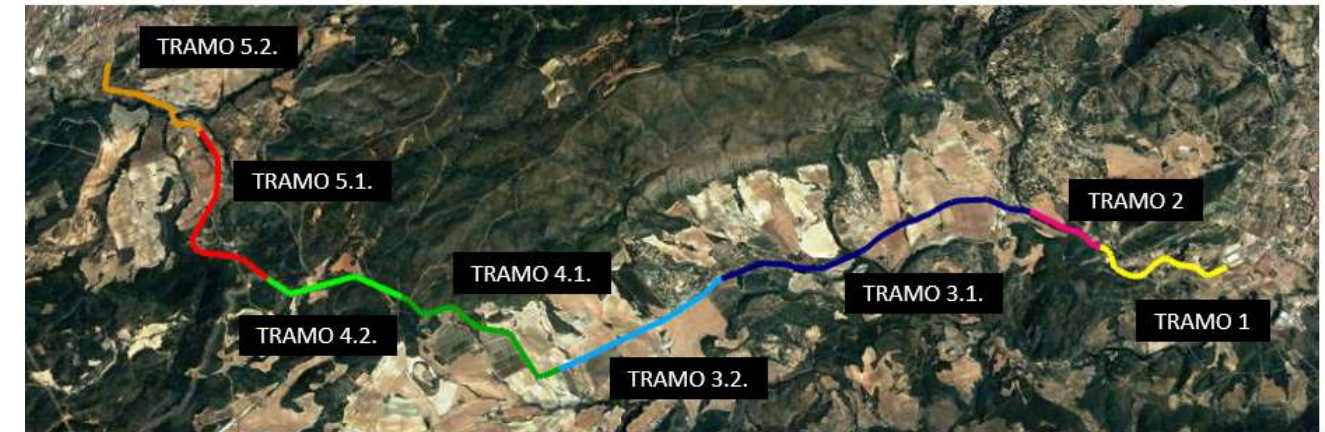 TRAMO 5.2.
TRAMO 5.1.
TRAMO 2
TRAMO 4.1.
TRAMO 3.1.
TRAMO 4.2.
TRAMO 1
TRAMO 3.2.